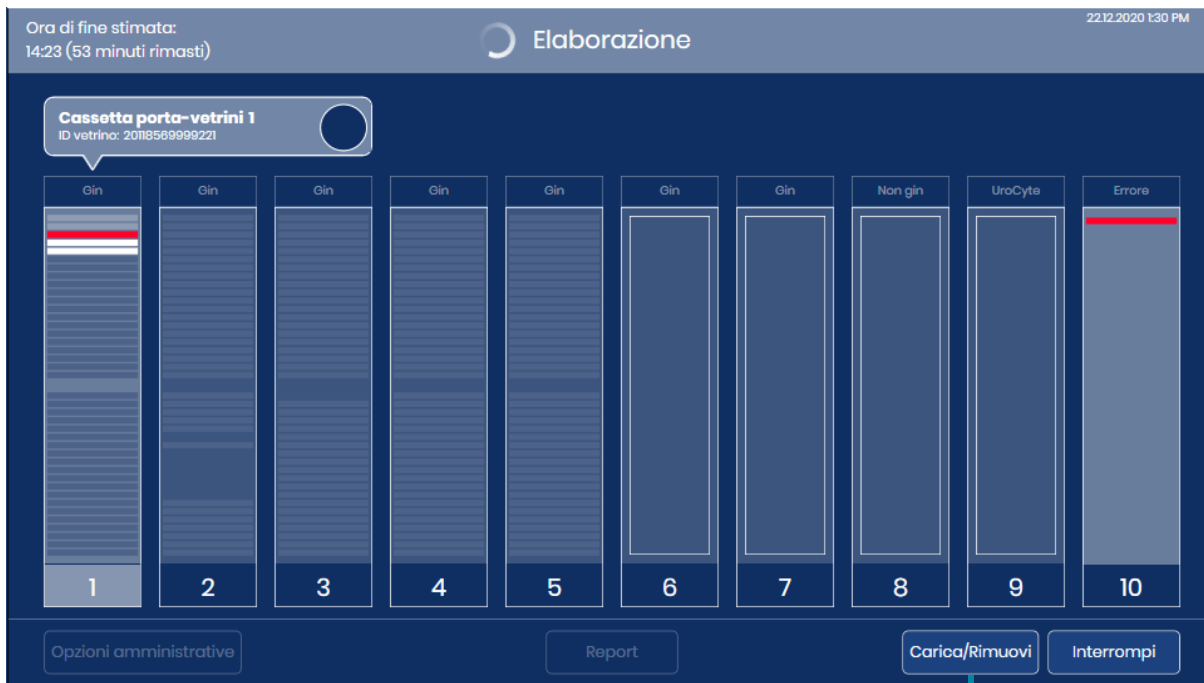 Ora di fine stimata:
14:23 (53 minuti rimasti)
Elaborazione
22.12.2020 1:30 PM
Cassetta porta-vetrini 1
ID vetrino: 20118569999221
Gin Gin Gin Gin Gin Gin Gin Non gin UroCyte Errore
1 2 3 4 5 6 7 8 9 10
Opzioni amministrative Report Carica/Rimuovi Interrompi